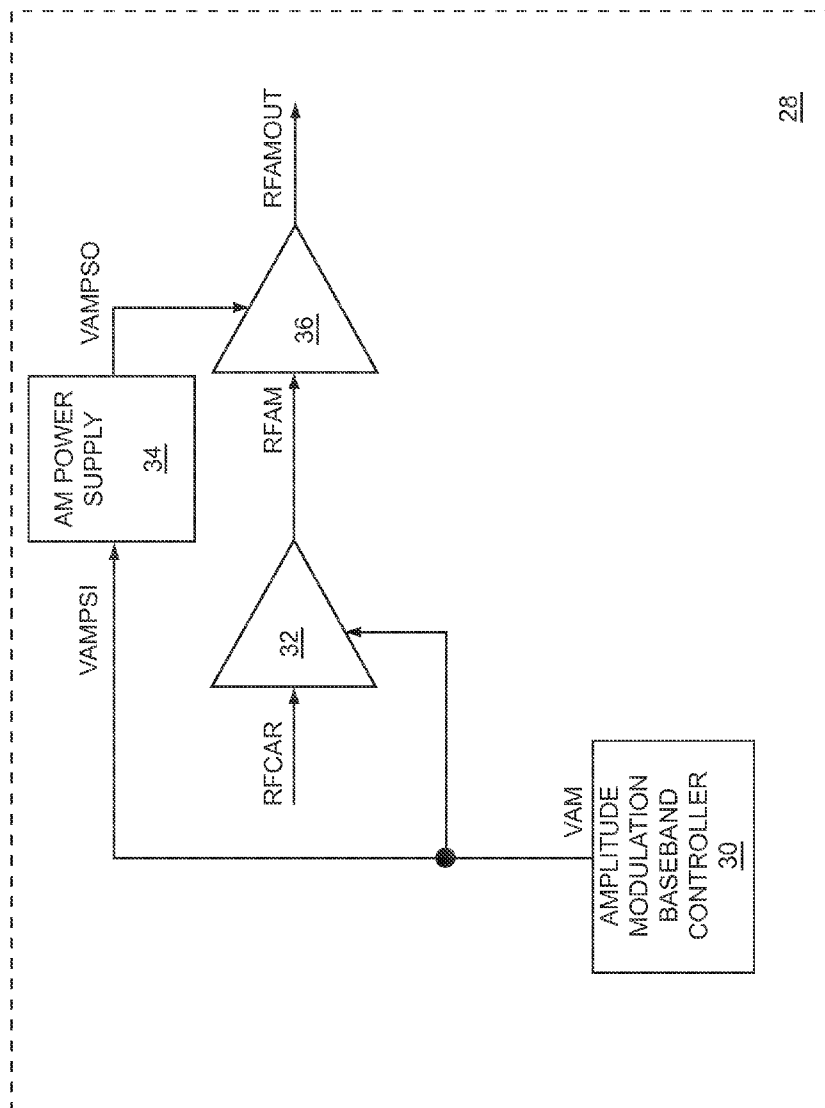 AM POWER
SUPPLY
34
VAMPSI
VAMPSO
RFCAR
32
RFAM
36
RFAMOUT
VAM
AMPLITUDE
MODULATION
BASEBAND
CONTROLLER
30
28